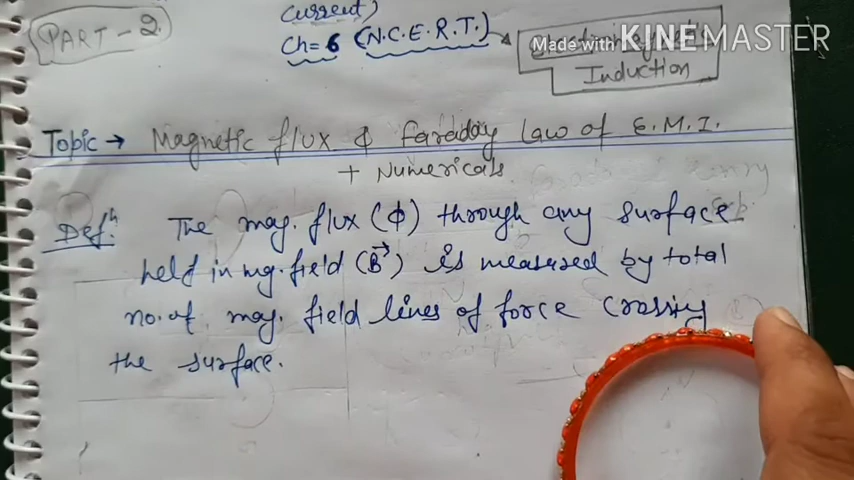 PART-2.
Current)
Ch=6 (N.C.E.R.T.)
Made with KINEMASTER
Induction
Topic → Magnetic flux & Faraday Law of E.M.I.
+ Numericals
Defⁿ. The mag. flux (ϕ) through any surface
held in mg. field (B⃗) is measured by total
no. of mag. field lines of force crossing
the surface.